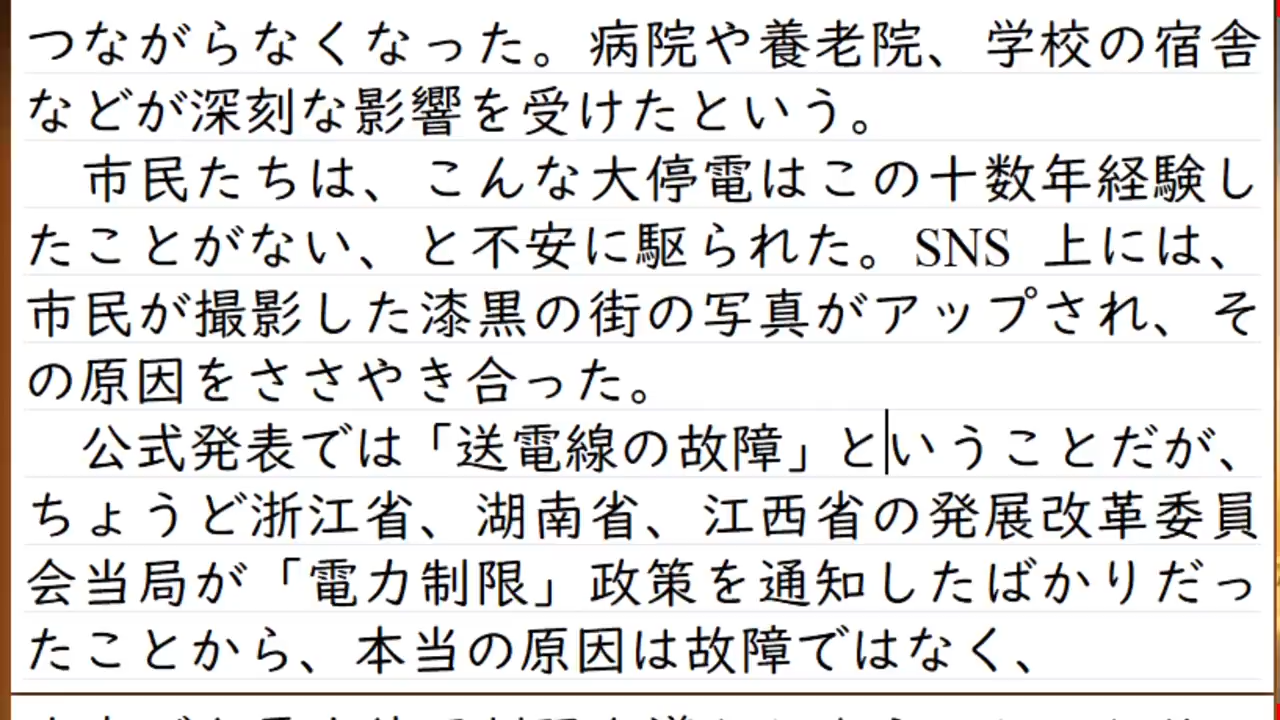 つながらなくなった。病院や養老院、学校の宿舎
などが深刻な影響を受けたという。
　市民たちは、こんな大停電はこの十数年経験し
たことがない、と不安に駆られた。SNS 上には、
市民が撮影した漆黒の街の写真がアップされ、そ
の原因をささやき合った。
　公式発表では「送電線の故障」ということだが、
ちょうど浙江省、湖南省、江西省の発展改革委員
会当局が「電力制限」政策を通知したばかりだっ
たことから、本当の原因は故障ではなく、